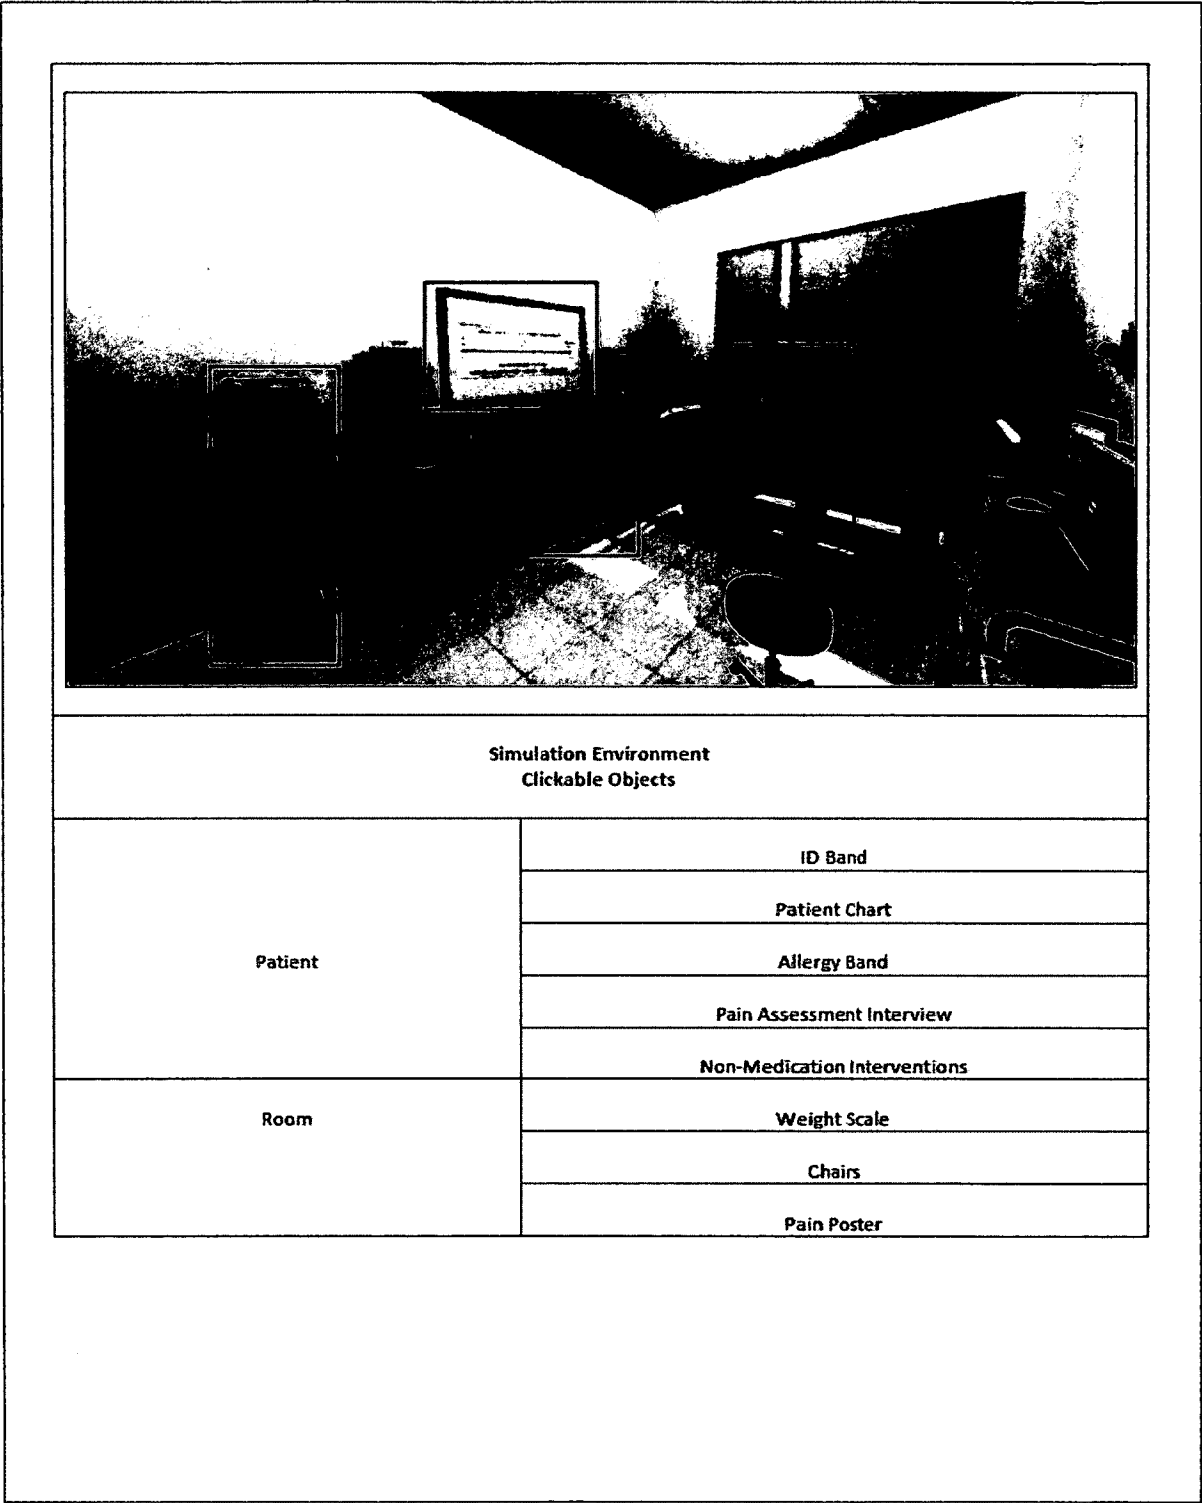 Simulation Environment
Clickable Objects
Patient
ID Band
Patient Chart
Allergy Band
Pain Assessment Interview
Non-Medication Interventions
Room
Weight Scale
Chairs
Pain Poster